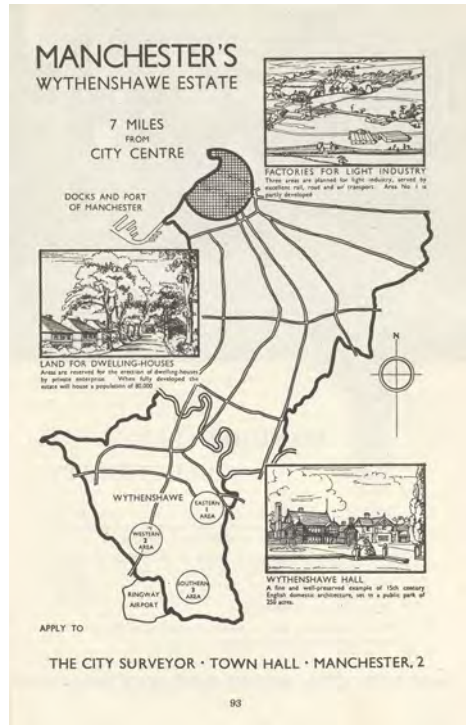 MANCHESTER'S
WYTHENSHAWE ESTATE
7 MILES
FROM
CITY CENTRE
FACTORIES FOR LIGHT INDUSTRY
Three areas are planned for light industry, served by
excellent rail, road and air transport. Area No. 1 is
partly developed
DOCKS AND PORT
OF MANCHESTER
LAND FOR DWELLING-HOUSES
Areas are reserved for the erection of dwelling-houses
by private enterprise. When fully developed the
estate will house a population of 80,000
N
WYTHENSHAWE
EASTERN
1
AREA
WESTERN
2
AREA
SOUTHERN
3
AREA
RINGWAY
AIRPORT
WYTHENSHAWE HALL
A fine and well-preserved example of 15th century
English domestic architecture, set in a public park of
250 acres.
APPLY TO
THE CITY SURVEYOR · TOWN HALL · MANCHESTER, 2
93